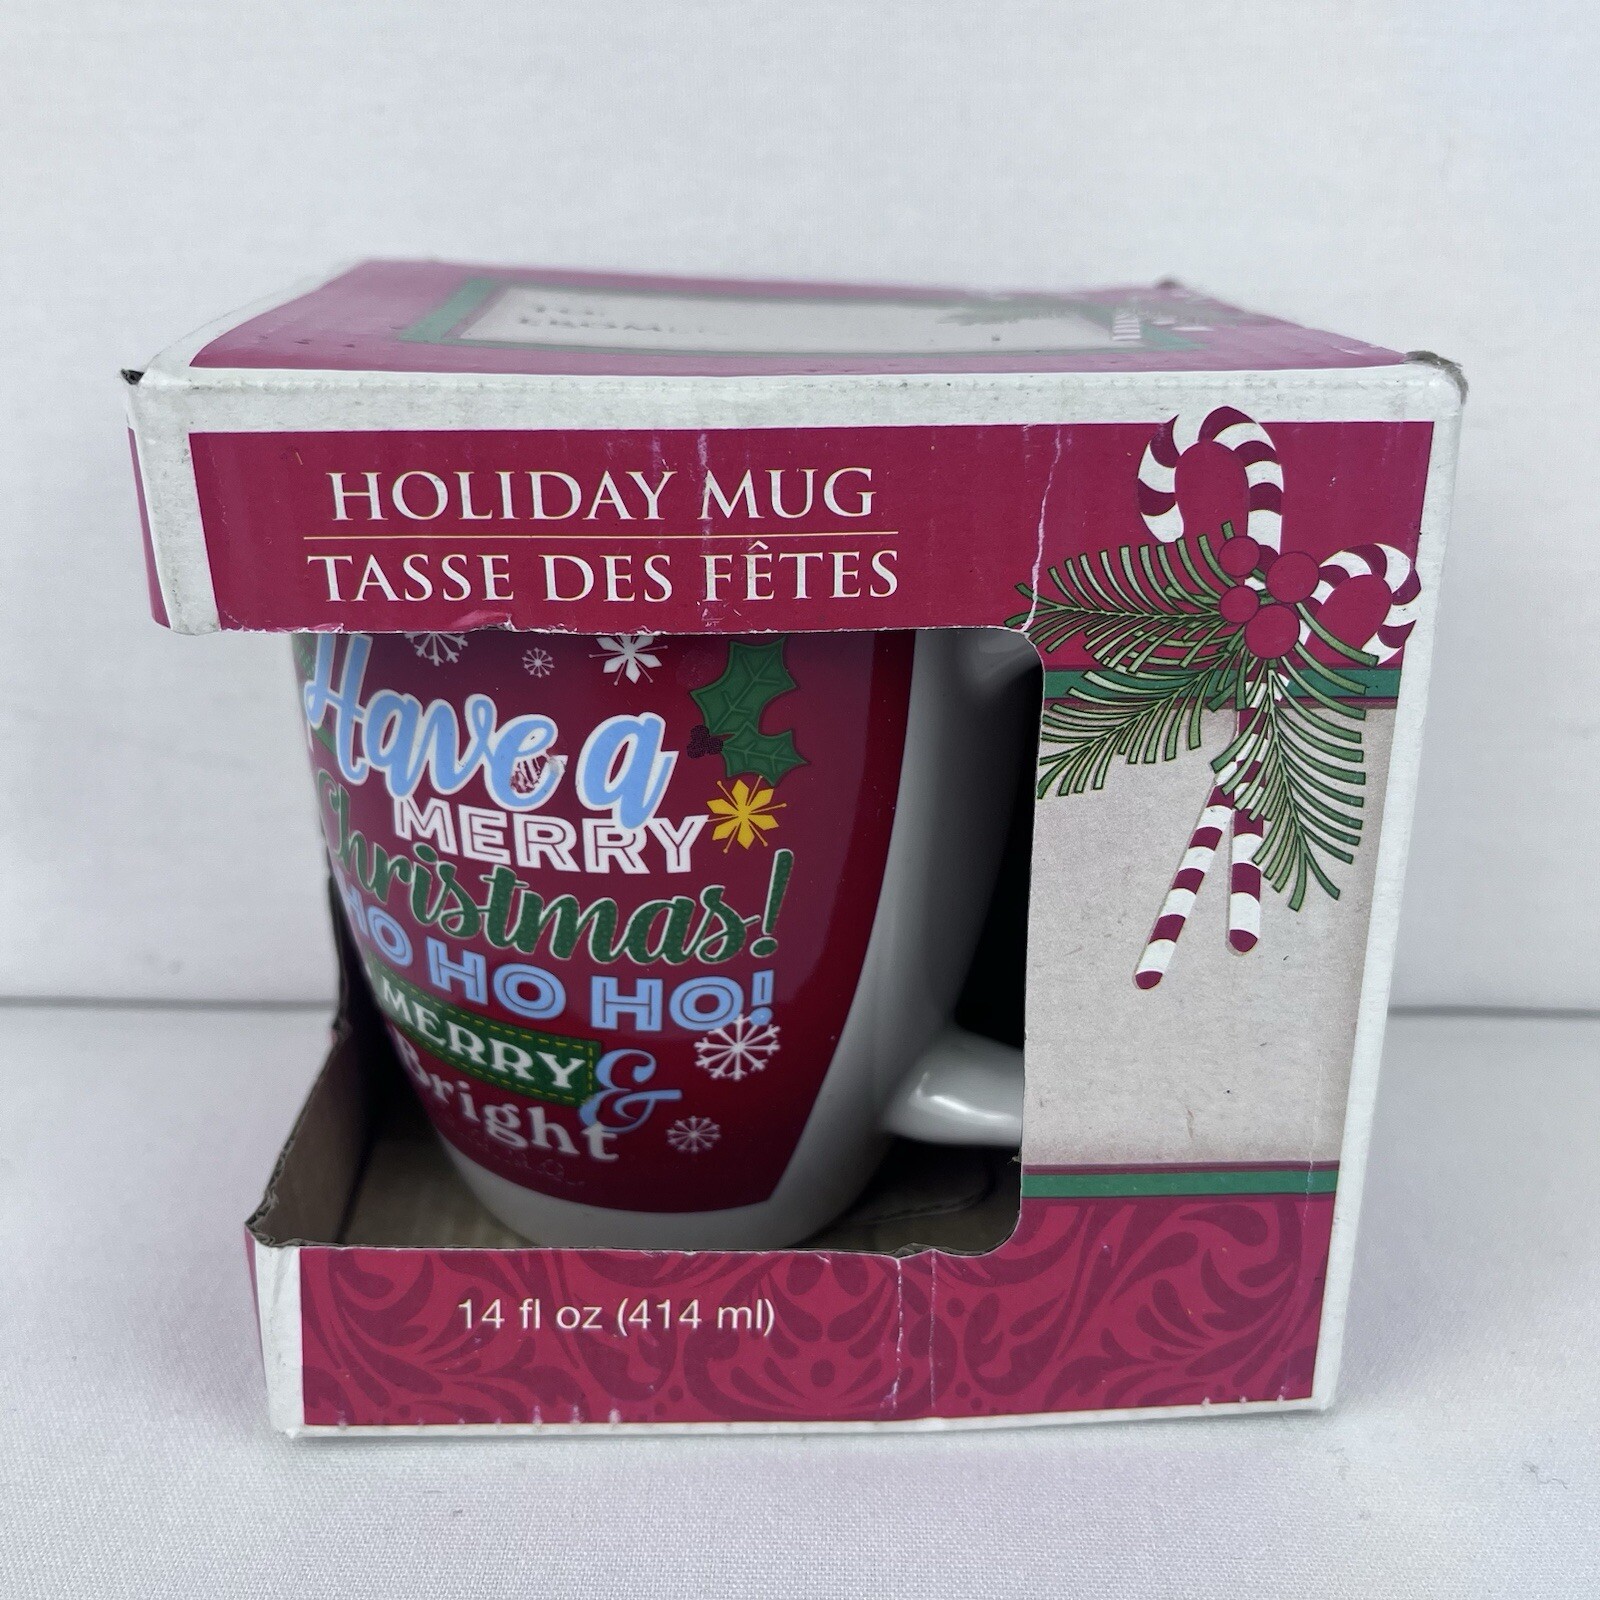 HOLIDAY MUG
TASSE DES FÊTES
Have a
MERRY
Christmas!
HO HO HO!
MERRY &
Bright
14 fl oz (414 ml)